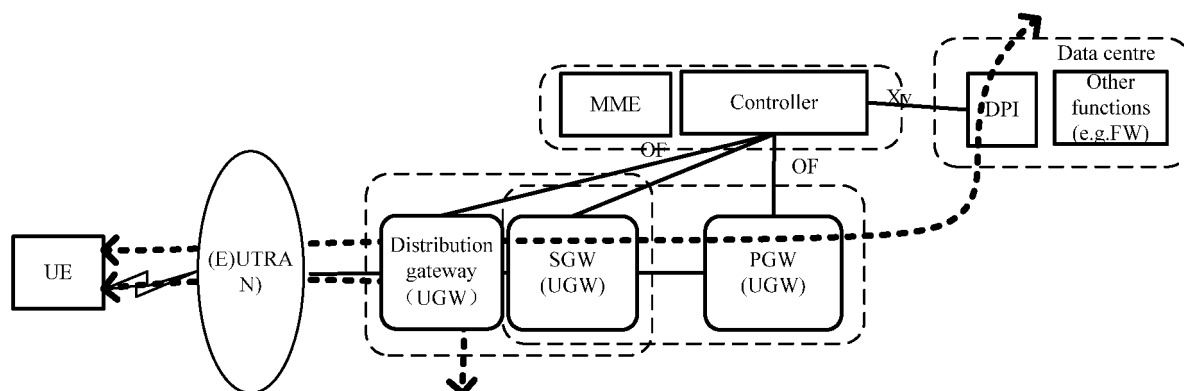 Data centre
MME
Controller
Xiv
DPI
Other
functions
(e.g.FW)
OF
OF
UE
(E)UTRA
N)
Distribution
gateway
（UGW）
SGW
(UGW)
PGW
(UGW)